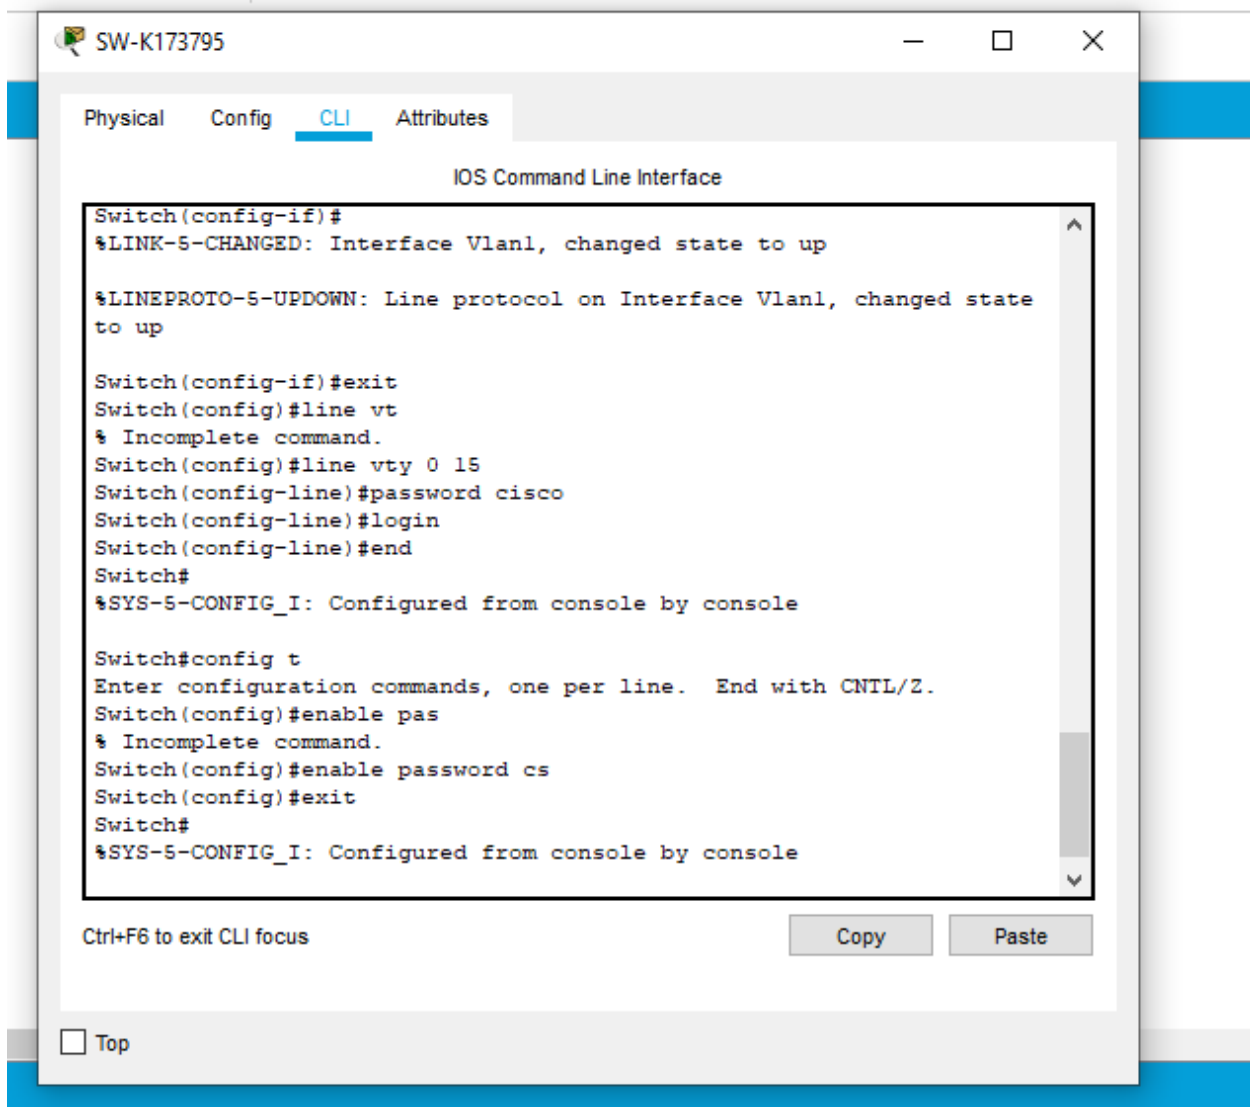 SW-K173795
Physical Config CLI Attributes
IOS Command Line Interface
Switch(config-if)#
%LINK-5-CHANGED: Interface Vlan1, changed state to up
%LINEPROTO-5-UPDOWN: Line protocol on Interface Vlan1, changed state
to up
Switch(config-if)#exit
Switch(config)#line vt
% Incomplete command.
Switch(config)#line vty 0 15
Switch(config-line)#password cisco
Switch(config-line)#login
Switch(config-line)#end
Switch#
%SYS-5-CONFIG_I: Configured from console by console
Switch#config t
Enter configuration commands, one per line.  End with CNTL/Z.
Switch(config)#enable pas
% Incomplete command.
Switch(config)#enable password cs
Switch(config)#exit
Switch#
%SYS-5-CONFIG_I: Configured from console by console
Ctrl+F6 to exit CLI focus
Copy Paste
Top